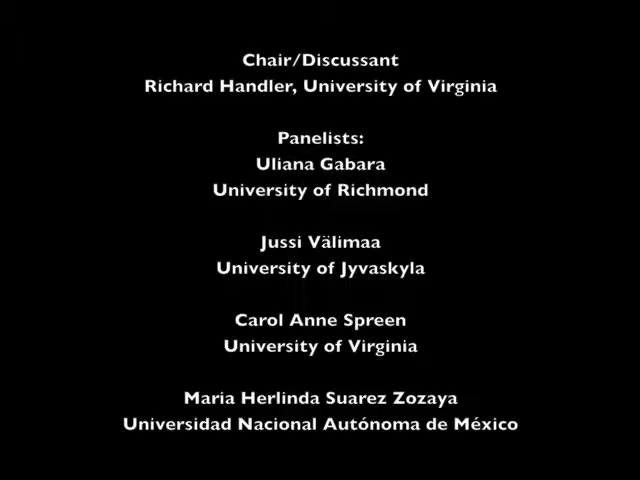 Chair/Discussant
Richard Handler, University of Virginia
Panelists:
Uliana Gabara
University of Richmond
Jussi Välimaa
University of Jyvaskyla
Carol Anne Spreen
University of Virginia
Maria Herlinda Suarez Zozaya
Universidad Nacional Autónoma de México